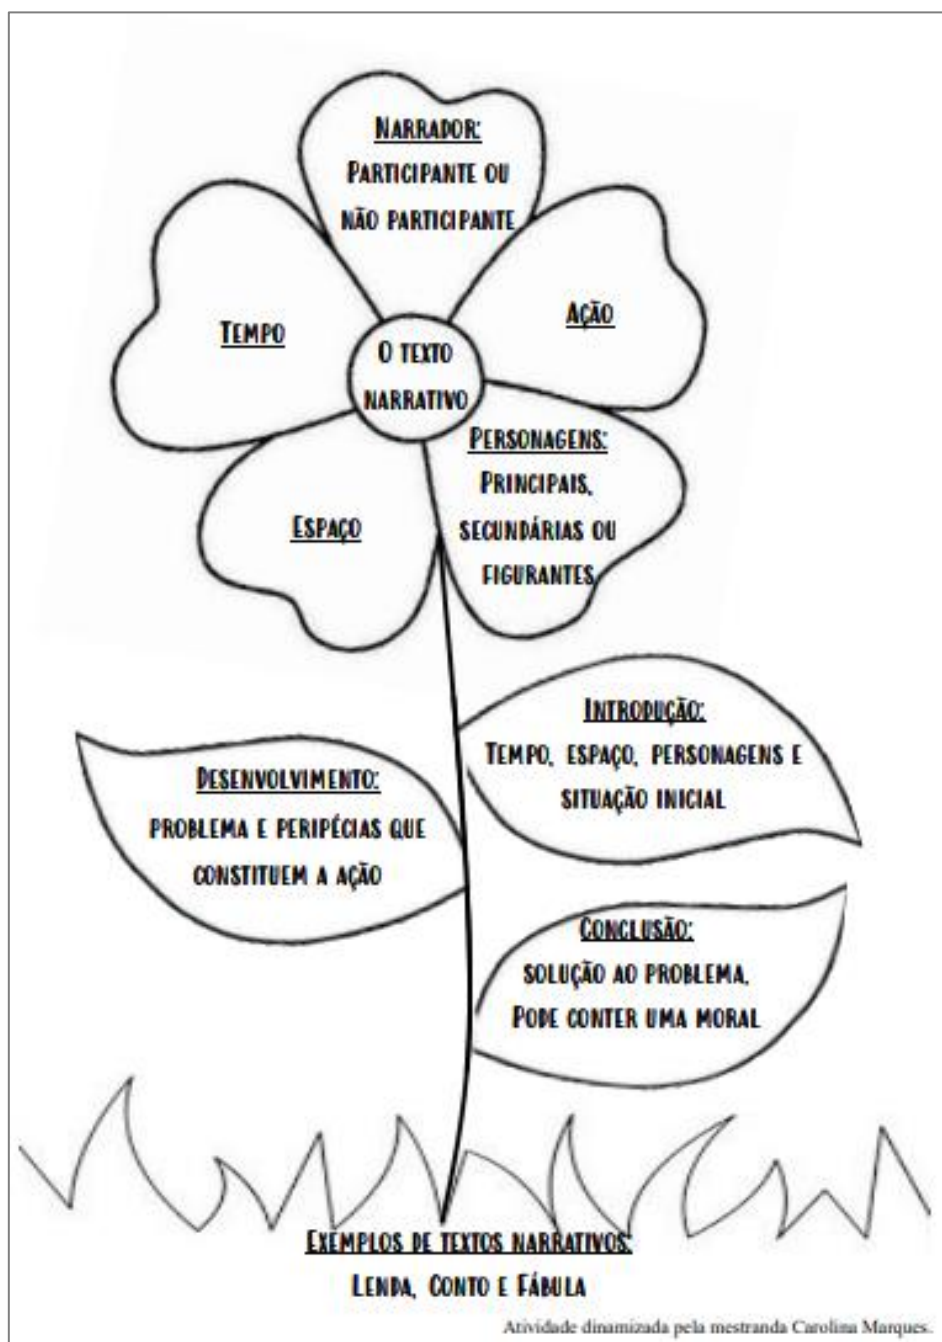 NARRADOR:
PARTICIPANTE OU
NÃO PARTICIPANTE
TEMPO
AÇÃO
O TEXTO
NARRATIVO
PERSONAGENS:
PRINCIPAIS,
SECUNDÁRIAS OU
FIGURANTES
ESPAÇO
INTRODUÇÃO:
TEMPO, ESPAÇO, PERSONAGENS E
SITUAÇÃO INICIAL
DESENVOLVIMENTO:
PROBLEMA E PERIPÉCIAS QUE
CONSTITUEM A AÇÃO
CONCLUSÃO:
SOLUÇÃO AO PROBLEMA,
PODE CONTER UMA MORAL
EXEMPLOS DE TEXTOS NARRATIVOS:
LENDA, CONTO E FÁBULA
Atividade dinamizada pela mestranda Carolina Marques.